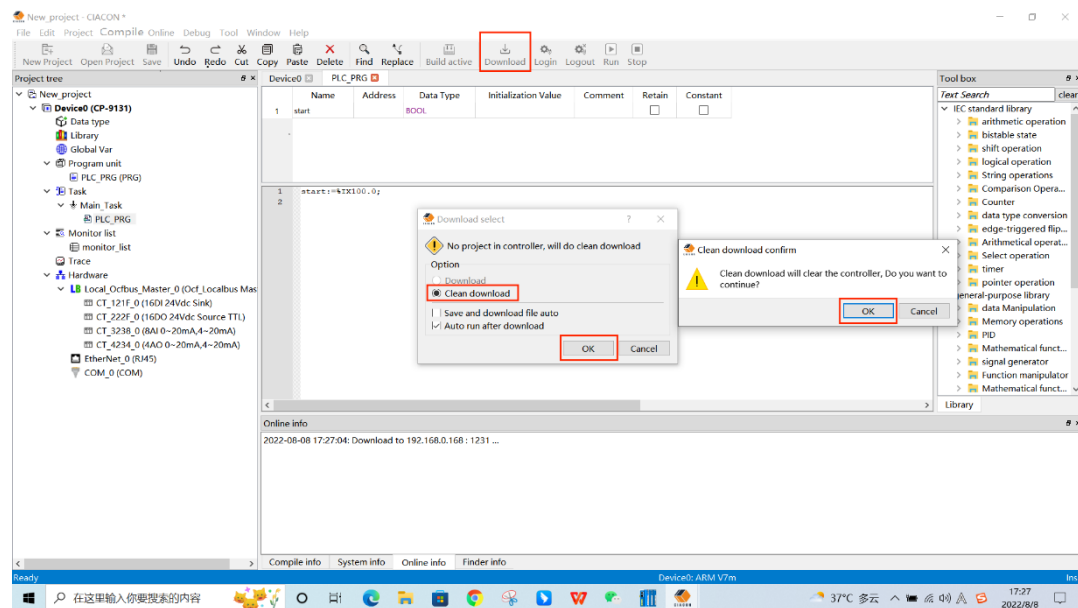 New_project - CIACON *
File Edit Project Compile Online Debug Tool Window Help
New Project Open Project Save Undo Redo Cut Copy Paste Delete Find Replace Build active Download Login Logout Run Stop
Project tree
New_project
Device0 (CP-9131)
Data type
Library
Global Var
Program unit
PLC_PRG (PRG)
Task
Main_Task
PLC_PRG
Monitor list
monitor_list
Trace
Hardware
Local_Ocfbus_Master_0 (Ocf_Localbus Mas
CT_121F_0 (16DI 24Vdc Sink)
CT_222F_0 (16DO 24Vdc Source TTL)
CT_3238_0 (8AI 0~20mA,4~20mA)
CT_4234_0 (4AO 0~20mA,4~20mA)
EtherNet_0 (RJ45)
COM_0 (COM)
Device0 PLC_PRG
Name Address Data Type Initialization Value Comment Retain Constant
1 start BOOL
1 start:=%IX100.0;
2
Download select ? ×
No project in controller, will do clean download
Option
Download
Clean download
Save and download file auto
Auto run after download
OK Cancel
Clean download confirm
Clean download will clear the controller, Do you want to
continue?
OK Cancel
Tool box
Text Search clear
IEC standard library
arithmetic operation
bistable state
shift operation
logical operation
String operations
Comparison Opera...
Counter
data type conversion
edge-triggered flip...
Arithmetical operat...
Select operation
timer
pointer operation
general-purpose library
data Manipulation
Memory operations
PID
Mathematical funct...
signal generator
Function manipulator
Mathematical funct...
Library
Online info
2022-08-08 17:27:04: Download to 192.168.0.168 : 1231 ...
Compile info System info Online info Finder info
Ready Device0: ARM V7m Ins
在这里输入你要搜索的内容
37°C 多云
17:27
2022/8/8